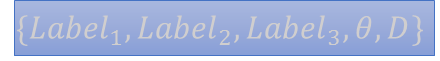 {Label₁, Label₂, Label₃, θ, D}